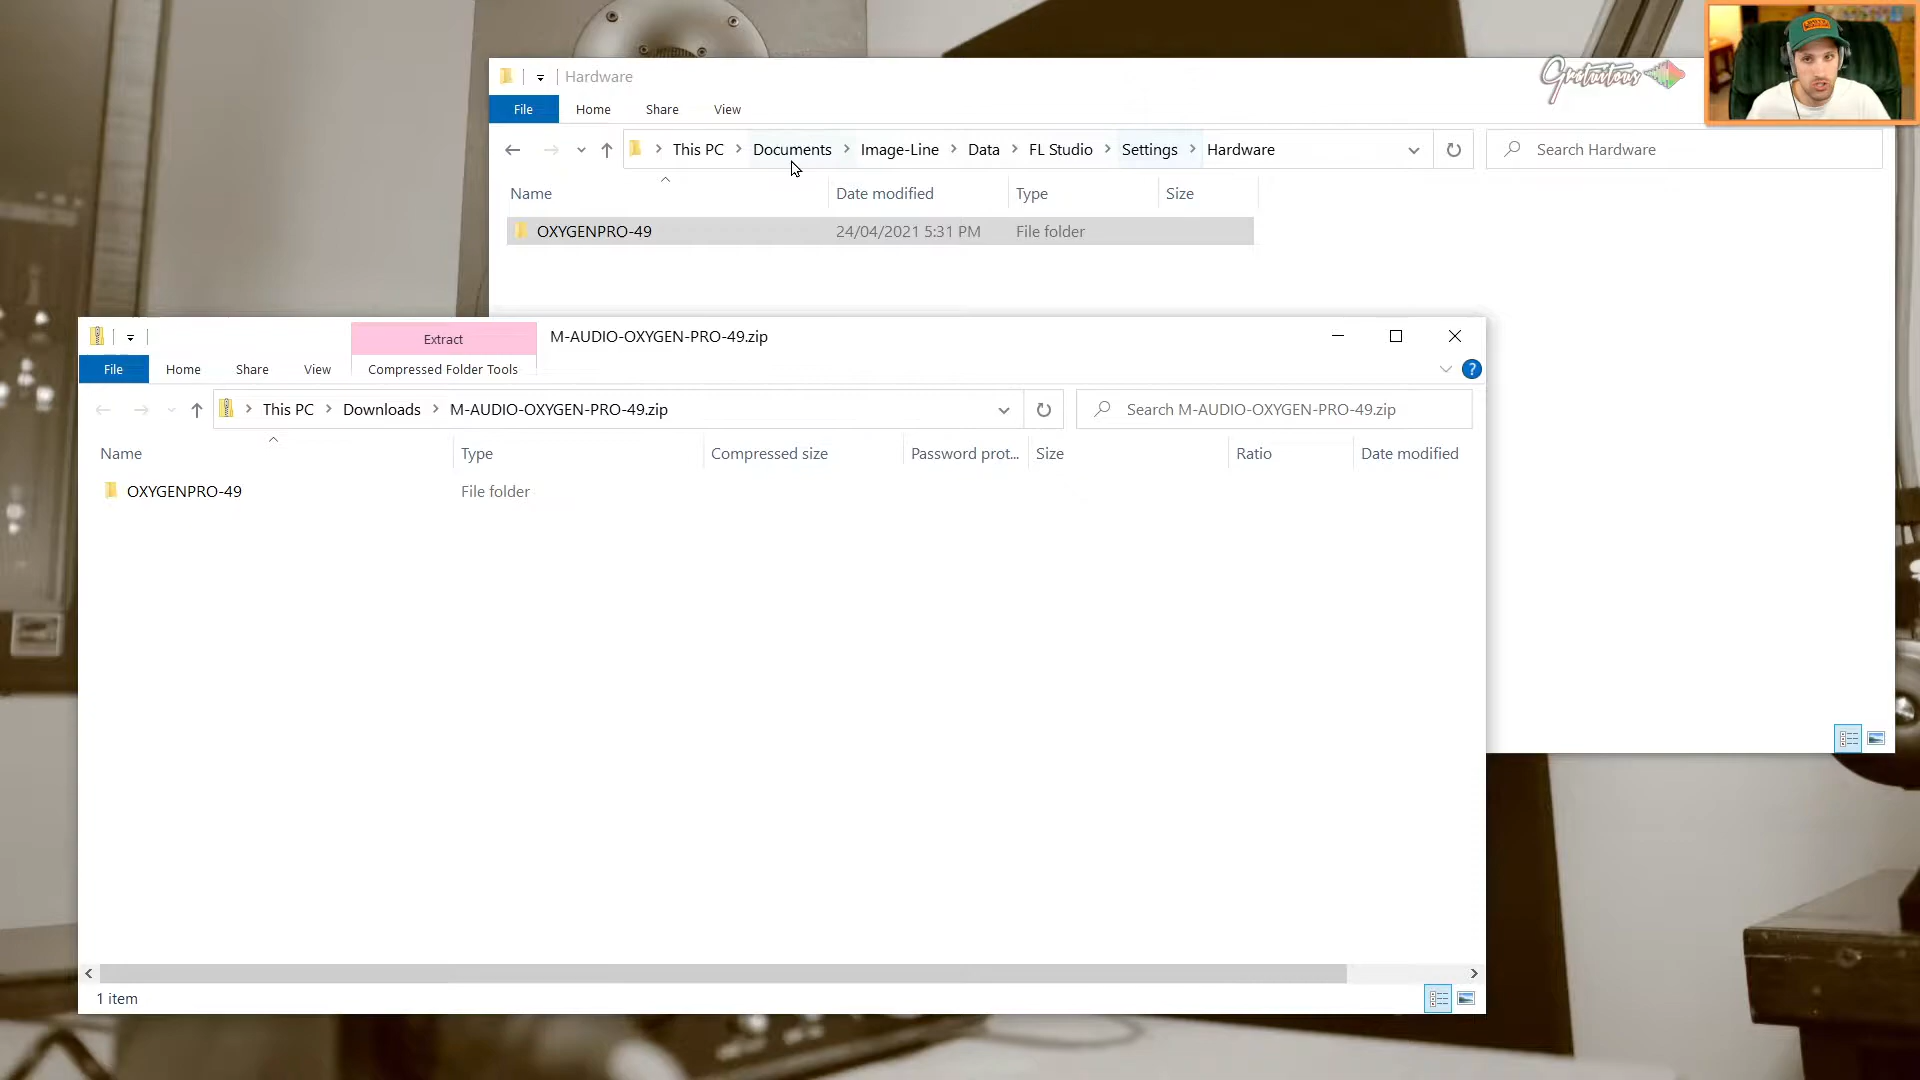 Hardware
Gratuitous
File Home Share View
This PC Documents Image-Line Data FL Studio Settings Hardware
Search Hardware
Name Date modified Type Size
OXYGENPRO-49 24/04/2021 5:31 PM File folder
Extract M-AUDIO-OXYGEN-PRO-49.zip
File Home Share View Compressed Folder Tools
?
This PC Downloads M-AUDIO-OXYGEN-PRO-49.zip
Search M-AUDIO-OXYGEN-PRO-49.zip
Name Type Compressed size Password prot... Size Ratio Date modified
OXYGENPRO-49 File folder
1 item